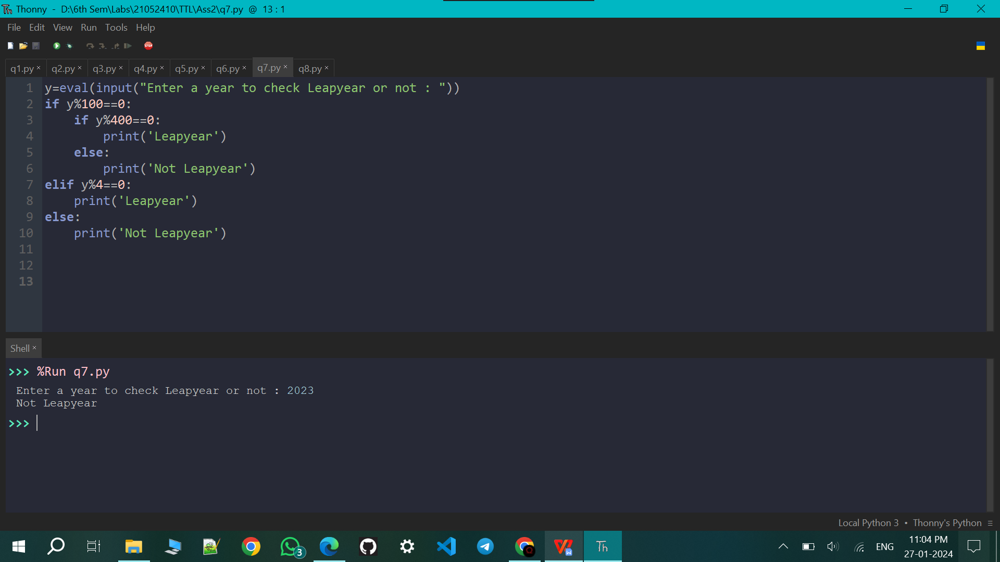 Th Thonny - D:\6th Sem\Labs\21052410\TTL\Ass2\q7.py @ 13 : 1
File Edit View Run Tools Help
STOP
q1.py × q2.py × q3.py × q4.py × q5.py × q6.py × q7.py × q8.py ×
1 y=eval(input("Enter a year to check Leapyear or not : "))
2 if y%100==0:
3     if y%400==0:
4         print('Leapyear')
5     else:
6         print('Not Leapyear')
7 elif y%4==0:
8     print('Leapyear')
9 else:
10     print('Not Leapyear')
11
12
13
Shell ×
>>> %Run q7.py
Enter a year to check Leapyear or not : 2023
Not Leapyear
>>>
Local Python 3 • Thonny's Python ≡
3 Th ENG 11:04 PM
27-01-2024